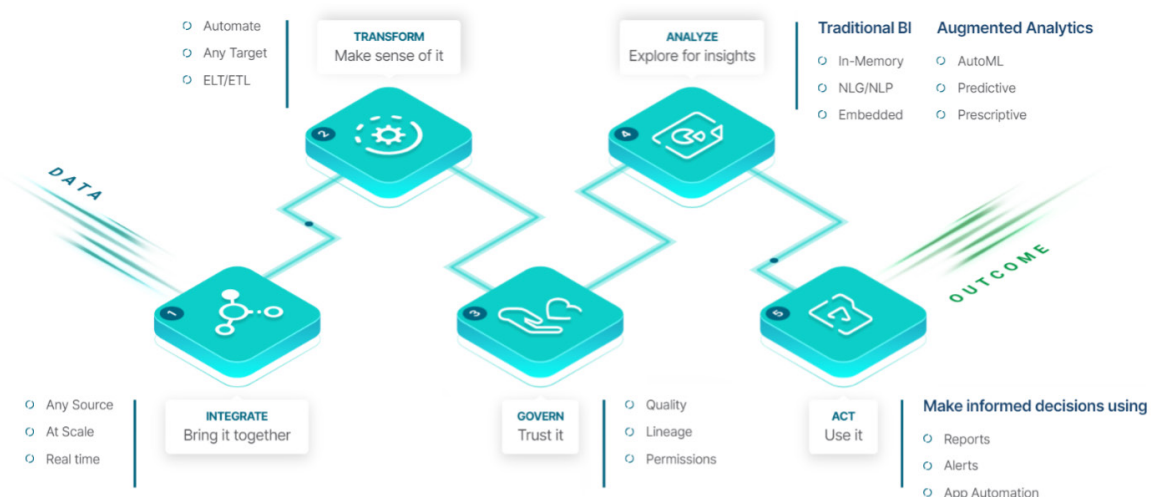 Automate
Any Target
ELT/ETL
TRANSFORM
Make sense of it
ANALYZE
Explore for insights
Traditional BI
In-Memory
NLG/NLP
Embedded
Augmented Analytics
AutoML
Predictive
Prescriptive
DATA
2
4
1
3
5
OUTCOME
Any Source
At Scale
Real time
INTEGRATE
Bring it together
GOVERN
Trust it
Quality
Lineage
Permissions
ACT
Use it
Make informed decisions using
Reports
Alerts
App Automation